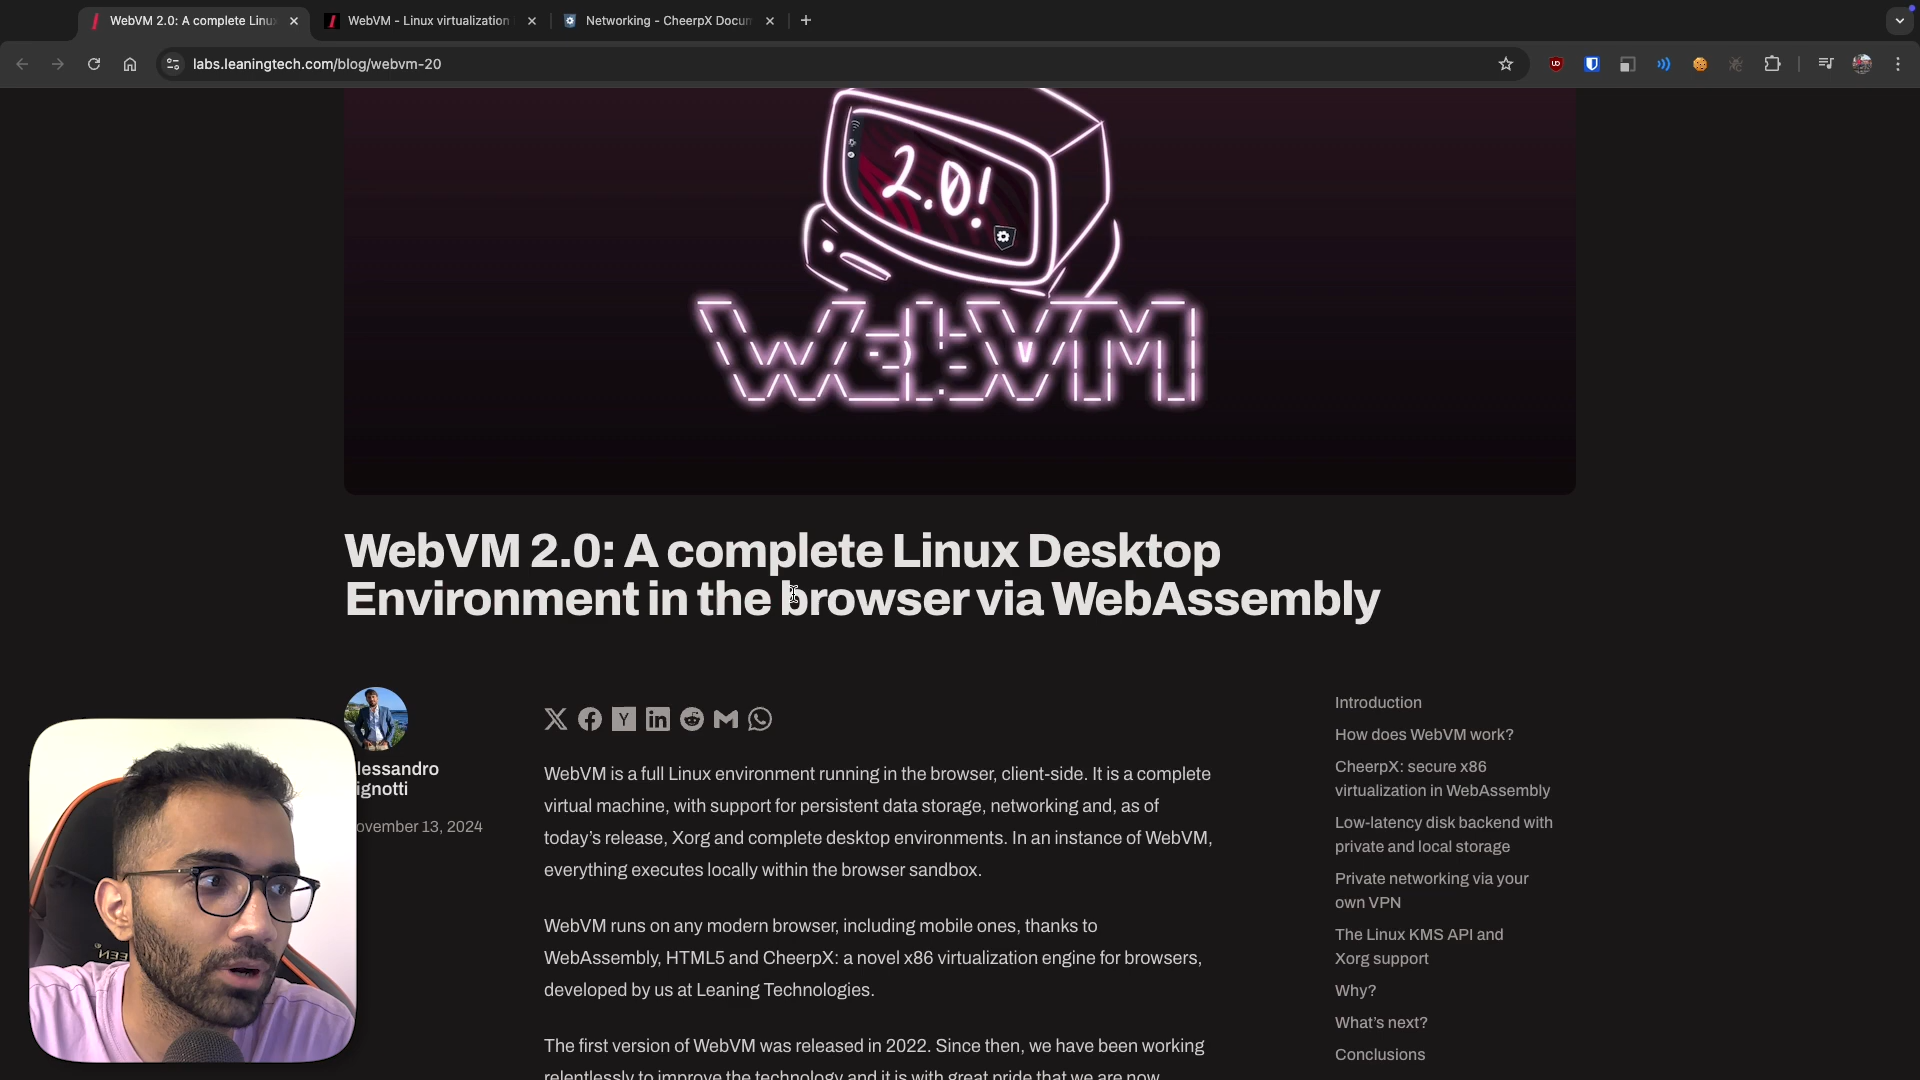 WebVM 2.0: A complete Linu
WebVM - Linux virtualization
Networking - CheerpX Docum
labs.leaningtech.com/blog/webvm-20
2.0!
WebVM
WebVM 2.0: A complete Linux Desktop
Environment in the browser via WebAssembly
lessandro
ignotti
ovember 13, 2024
WebVM is a full Linux environment running in the browser, client-side. It is a complete
virtual machine, with support for persistent data storage, networking and, as of
today's release, Xorg and complete desktop environments. In an instance of WebVM,
everything executes locally within the browser sandbox.
WebVM runs on any modern browser, including mobile ones, thanks to
WebAssembly, HTML5 and CheerpX: a novel x86 virtualization engine for browsers,
developed by us at Leaning Technologies.
The first version of WebVM was released in 2022. Since then, we have been working
relentlessly to improve the technology and it is with great pride that we are now
Introduction
How does WebVM work?
CheerpX: secure x86
virtualization in WebAssembly
Low-latency disk backend with
private and local storage
Private networking via your
own VPN
The Linux KMS API and
Xorg support
Why?
What's next?
Conclusions